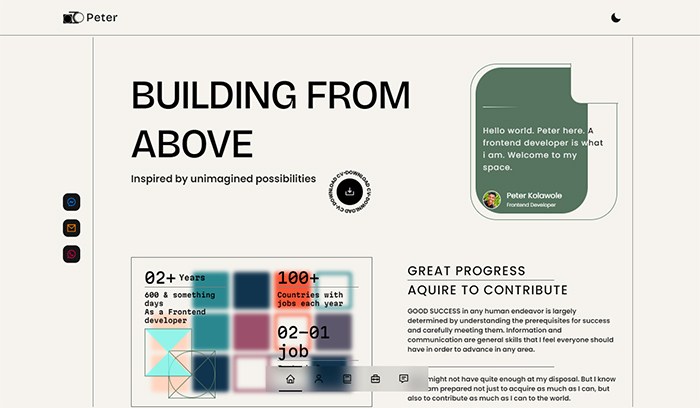 Peter
BUILDING FROM
ABOVE
Inspired by unimagined possibilities
DOWNLOAD CV•DOWNLOAD CV•DOWNLOAD CV•
Hello world. Peter here. A
frontend developer is what
i am. Welcome to my
space.
Peter Kolawole
Frontend Developer
02+ Years
600 & something
days
As a Frontend
developer
100+
Countries with
jobs each year
02-01
job
GREAT PROGRESS
AQUIRE TO CONTRIBUTE
GOOD SUCCESS in any human endeavor is largely
determined by understanding the prerequisites for success
and carefully meeting them. Information and
communication are general skills that I feel everyone should
have in order to advance in any area.
might not have quite enough at my disposal. But I know
am prepared not just to acquire as much as I can, but
also to contribute as much as I can to the world.